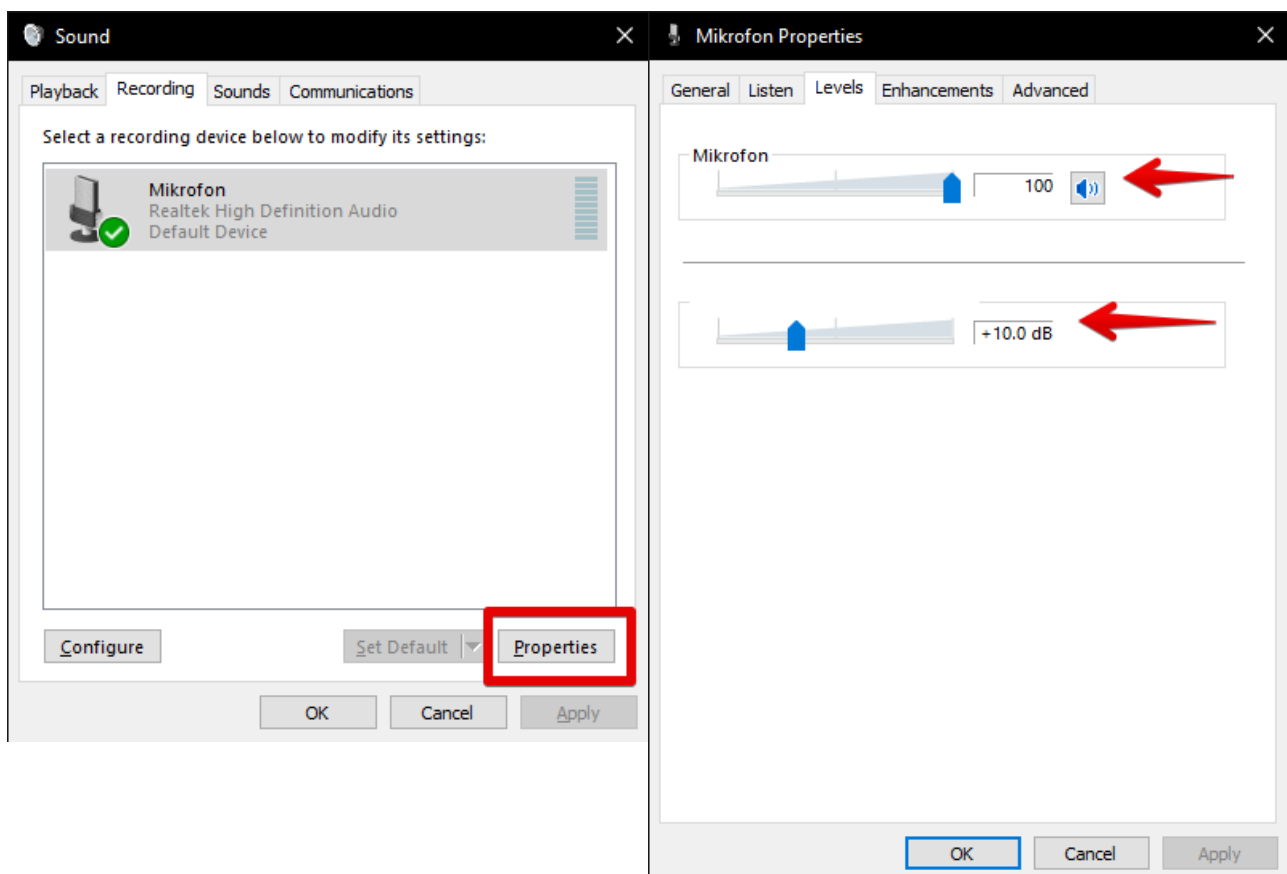 Sound
Playback Recording Sounds Communications
Select a recording device below to modify its settings:
Mikrofon
Realtek High Definition Audio
Default Device
Configure Set Default Properties
OK Cancel Apply
Mikrofon Properties
General Listen Levels Enhancements Advanced
Mikrofon
100
+10.0 dB
OK Cancel Apply